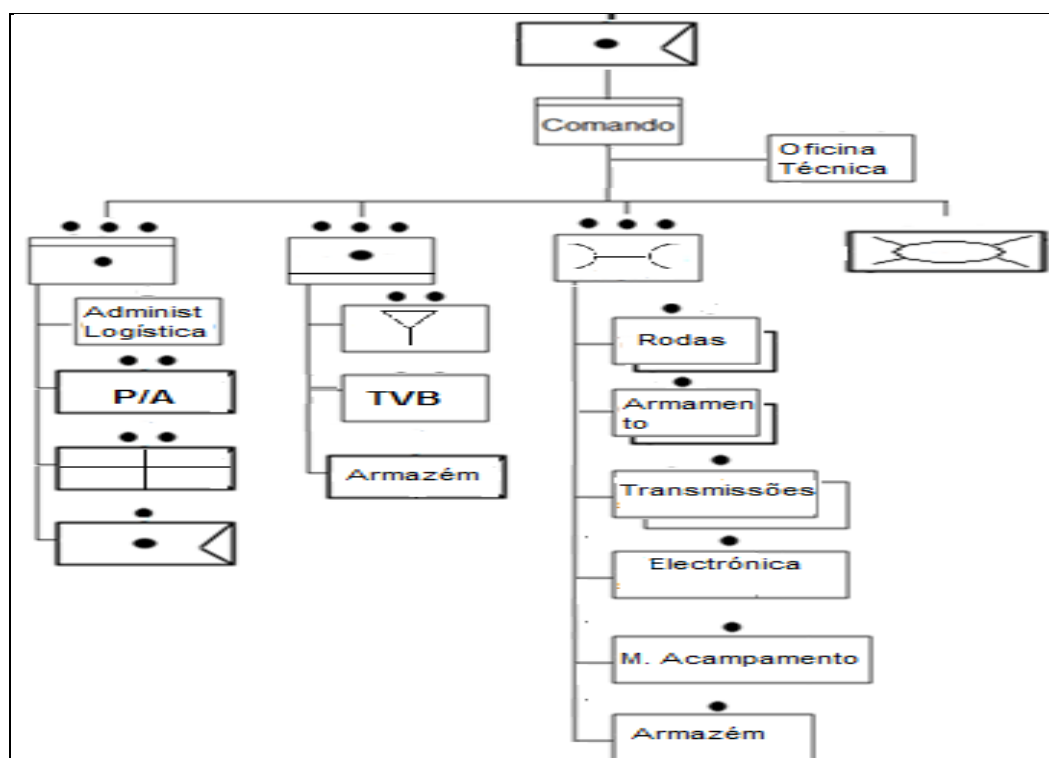 Comando
Oficina
Técnica
Administ
Logística
P/A
TVB
Armazém
Rodas
Armamen
to
Transmissões
Electrónica
M. Acampamento
Armazém